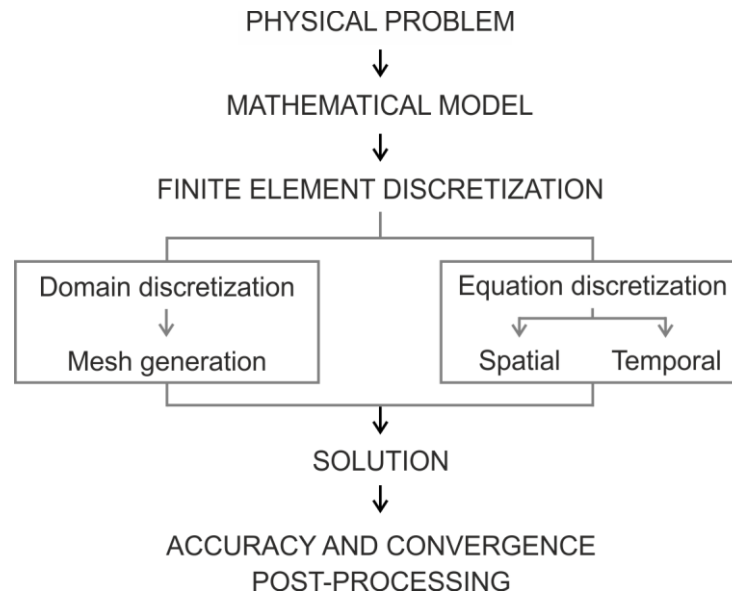 PHYSICAL PROBLEM
MATHEMATICAL MODEL
FINITE ELEMENT DISCRETIZATION
Domain discretization
Mesh generation
Equation discretization
Spatial
Temporal
SOLUTION
ACCURACY AND CONVERGENCE
POST-PROCESSING